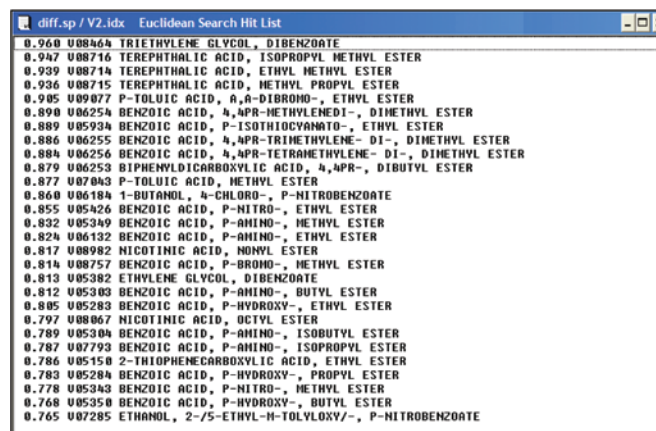 diff.sp / V2.idx Euclidean Search Hit List
0.960 V08464 TRIETHYLENE GLYCOL, DIBENZOATE
0.947 V08716 TEREPHTHALIC ACID, ISOPROPYL METHYL ESTER
0.939 V08714 TEREPHTHALIC ACID, ETHYL METHYL ESTER
0.936 V08715 TEREPHTHALIC ACID, METHYL PROPYL ESTER
0.905 V09077 P-TOLUIC ACID, A,A-DIBROMO-, ETHYL ESTER
0.890 V06254 BENZOIC ACID, 4,4PR-METHYLENEDI-, DIMETHYL ESTER
0.889 V05934 BENZOIC ACID, P-ISOTHIOCYANATO-, ETHYL ESTER
0.886 V06255 BENZOIC ACID, 4,4PR-TRIMETHYLENE- DI-, DIMETHYL ESTER
0.884 V06256 BENZOIC ACID, 4,4PR-TETRAMETHYLENE- DI-, DIMETHYL ESTER
0.879 V06253 BIPHENYLDICARBOXYLIC ACID, 4,4PR-, DIBUTYL ESTER
0.877 V07043 P-TOLUIC ACID, METHYL ESTER
0.860 V06184 1-BUTANOL, 4-CHLORO-, P-NITROBENZOATE
0.855 V05426 BENZOIC ACID, P-NITRO-, ETHYL ESTER
0.832 V05349 BENZOIC ACID, P-AMINO-, METHYL ESTER
0.824 V06132 BENZOIC ACID, P-AMINO-, ETHYL ESTER
0.817 V08982 NICOTINIC ACID, NONYL ESTER
0.814 V08757 BENZOIC ACID, P-BROMO-, METHYL ESTER
0.813 V05382 ETHYLENE GLYCOL, DIBENZOATE
0.812 V05303 BENZOIC ACID, P-AMINO-, BUTYL ESTER
0.805 V05283 BENZOIC ACID, P-HYDROXY-, ETHYL ESTER
0.797 V08067 NICOTINIC ACID, OCTYL ESTER
0.789 V05304 BENZOIC ACID, P-AMINO-, ISOBUTYL ESTER
0.787 V07793 BENZOIC ACID, P-AMINO-, ISOPROPYL ESTER
0.786 V05150 2-THIOPHENECARBOXYLIC ACID, ETHYL ESTER
0.783 V05284 BENZOIC ACID, P-HYDROXY-, PROPYL ESTER
0.778 V05343 BENZOIC ACID, P-NITRO-, METHYL ESTER
0.768 V05350 BENZOIC ACID, P-HYDROXY-, BUTYL ESTER
0.765 V07285 ETHANOL, 2-/5-ETHYL-M-TOLYLOXY/-, P-NITROBENZOATE